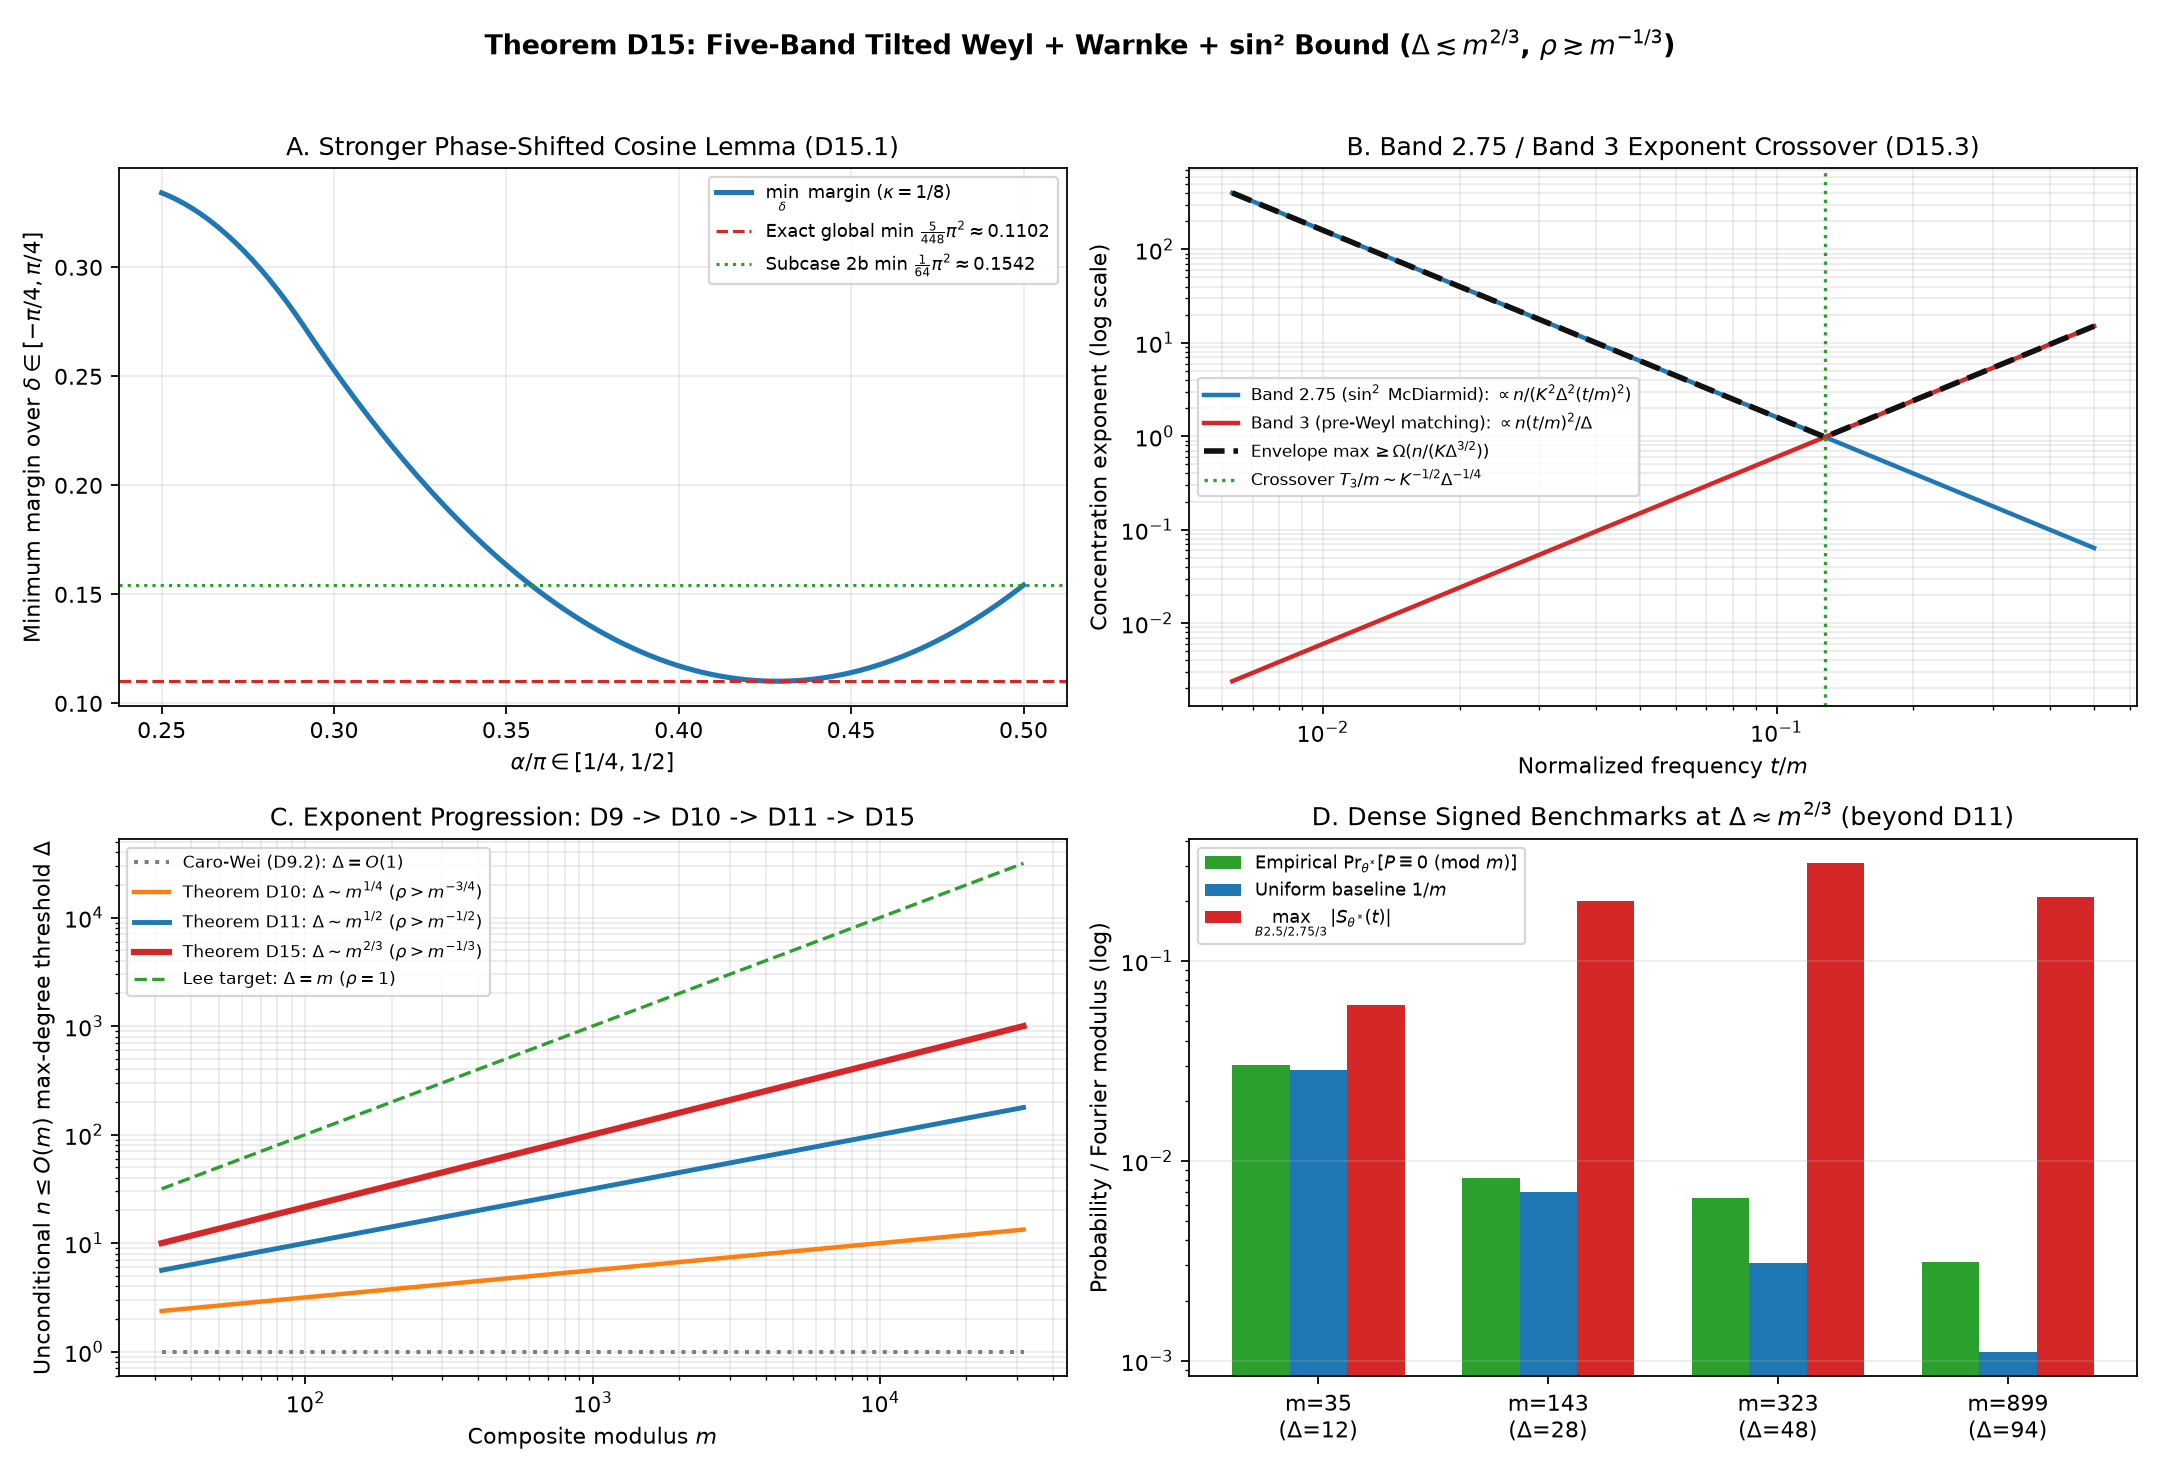 Theorem D15: Five-Band Tilted Weyl + Warnke + sin² Bound (Δ ≲ m^{2/3}, ρ ≳ m^{−1/3})
A. Stronger Phase-Shifted Cosine Lemma (D15.1)
Minimum margin over δ ∈ [−π/4, π/4]
0.30
0.25
0.20
0.15
0.10
min_δ margin (κ = 1/8)
Exact global min 5/448 π² ≈ 0.1102
Subcase 2b min 1/64 π² ≈ 0.1542
0.25 0.30 0.35 0.40 0.45 0.50
α/π ∈ [1/4, 1/2]
B. Band 2.75 / Band 3 Exponent Crossover (D15.3)
Concentration exponent (log scale)
10²
10¹
10⁰
10⁻¹
10⁻²
Band 2.75 (sin² McDiarmid): ∝ n/(K²Δ²(t/m)²)
Band 3 (pre-Weyl matching): ∝ n(t/m)²/Δ
Envelope max ≥ Ω(n/(KΔ^{3/2}))
Crossover T₃/m ∼ K^{−1/2}Δ^{−1/4}
10⁻² 10⁻¹
Normalized frequency t/m
C. Exponent Progression: D9 -> D10 -> D11 -> D15
Unconditional n ≤ O(m) max-degree threshold Δ
10⁴
10³
10²
10¹
10⁰
Caro-Wei (D9.2): Δ = O(1)
Theorem D10: Δ ∼ m^{1/4} (ρ > m^{−3/4})
Theorem D11: Δ ∼ m^{1/2} (ρ > m^{−1/2})
Theorem D15: Δ ∼ m^{2/3} (ρ > m^{−1/3})
Lee target: Δ = m (ρ = 1)
10² 10³ 10⁴
Composite modulus m
D. Dense Signed Benchmarks at Δ ≈ m^{2/3} (beyond D11)
Probability / Fourier modulus (log)
10⁻¹
10⁻²
10⁻³
Empirical Pr_{θ*}[P ≡ 0 (mod m)]
Uniform baseline 1/m
max_{B2.5/2.75/3} |S_{θ*}(t)|
m=35 m=143 m=323 m=899
(Δ=12) (Δ=28) (Δ=48) (Δ=94)